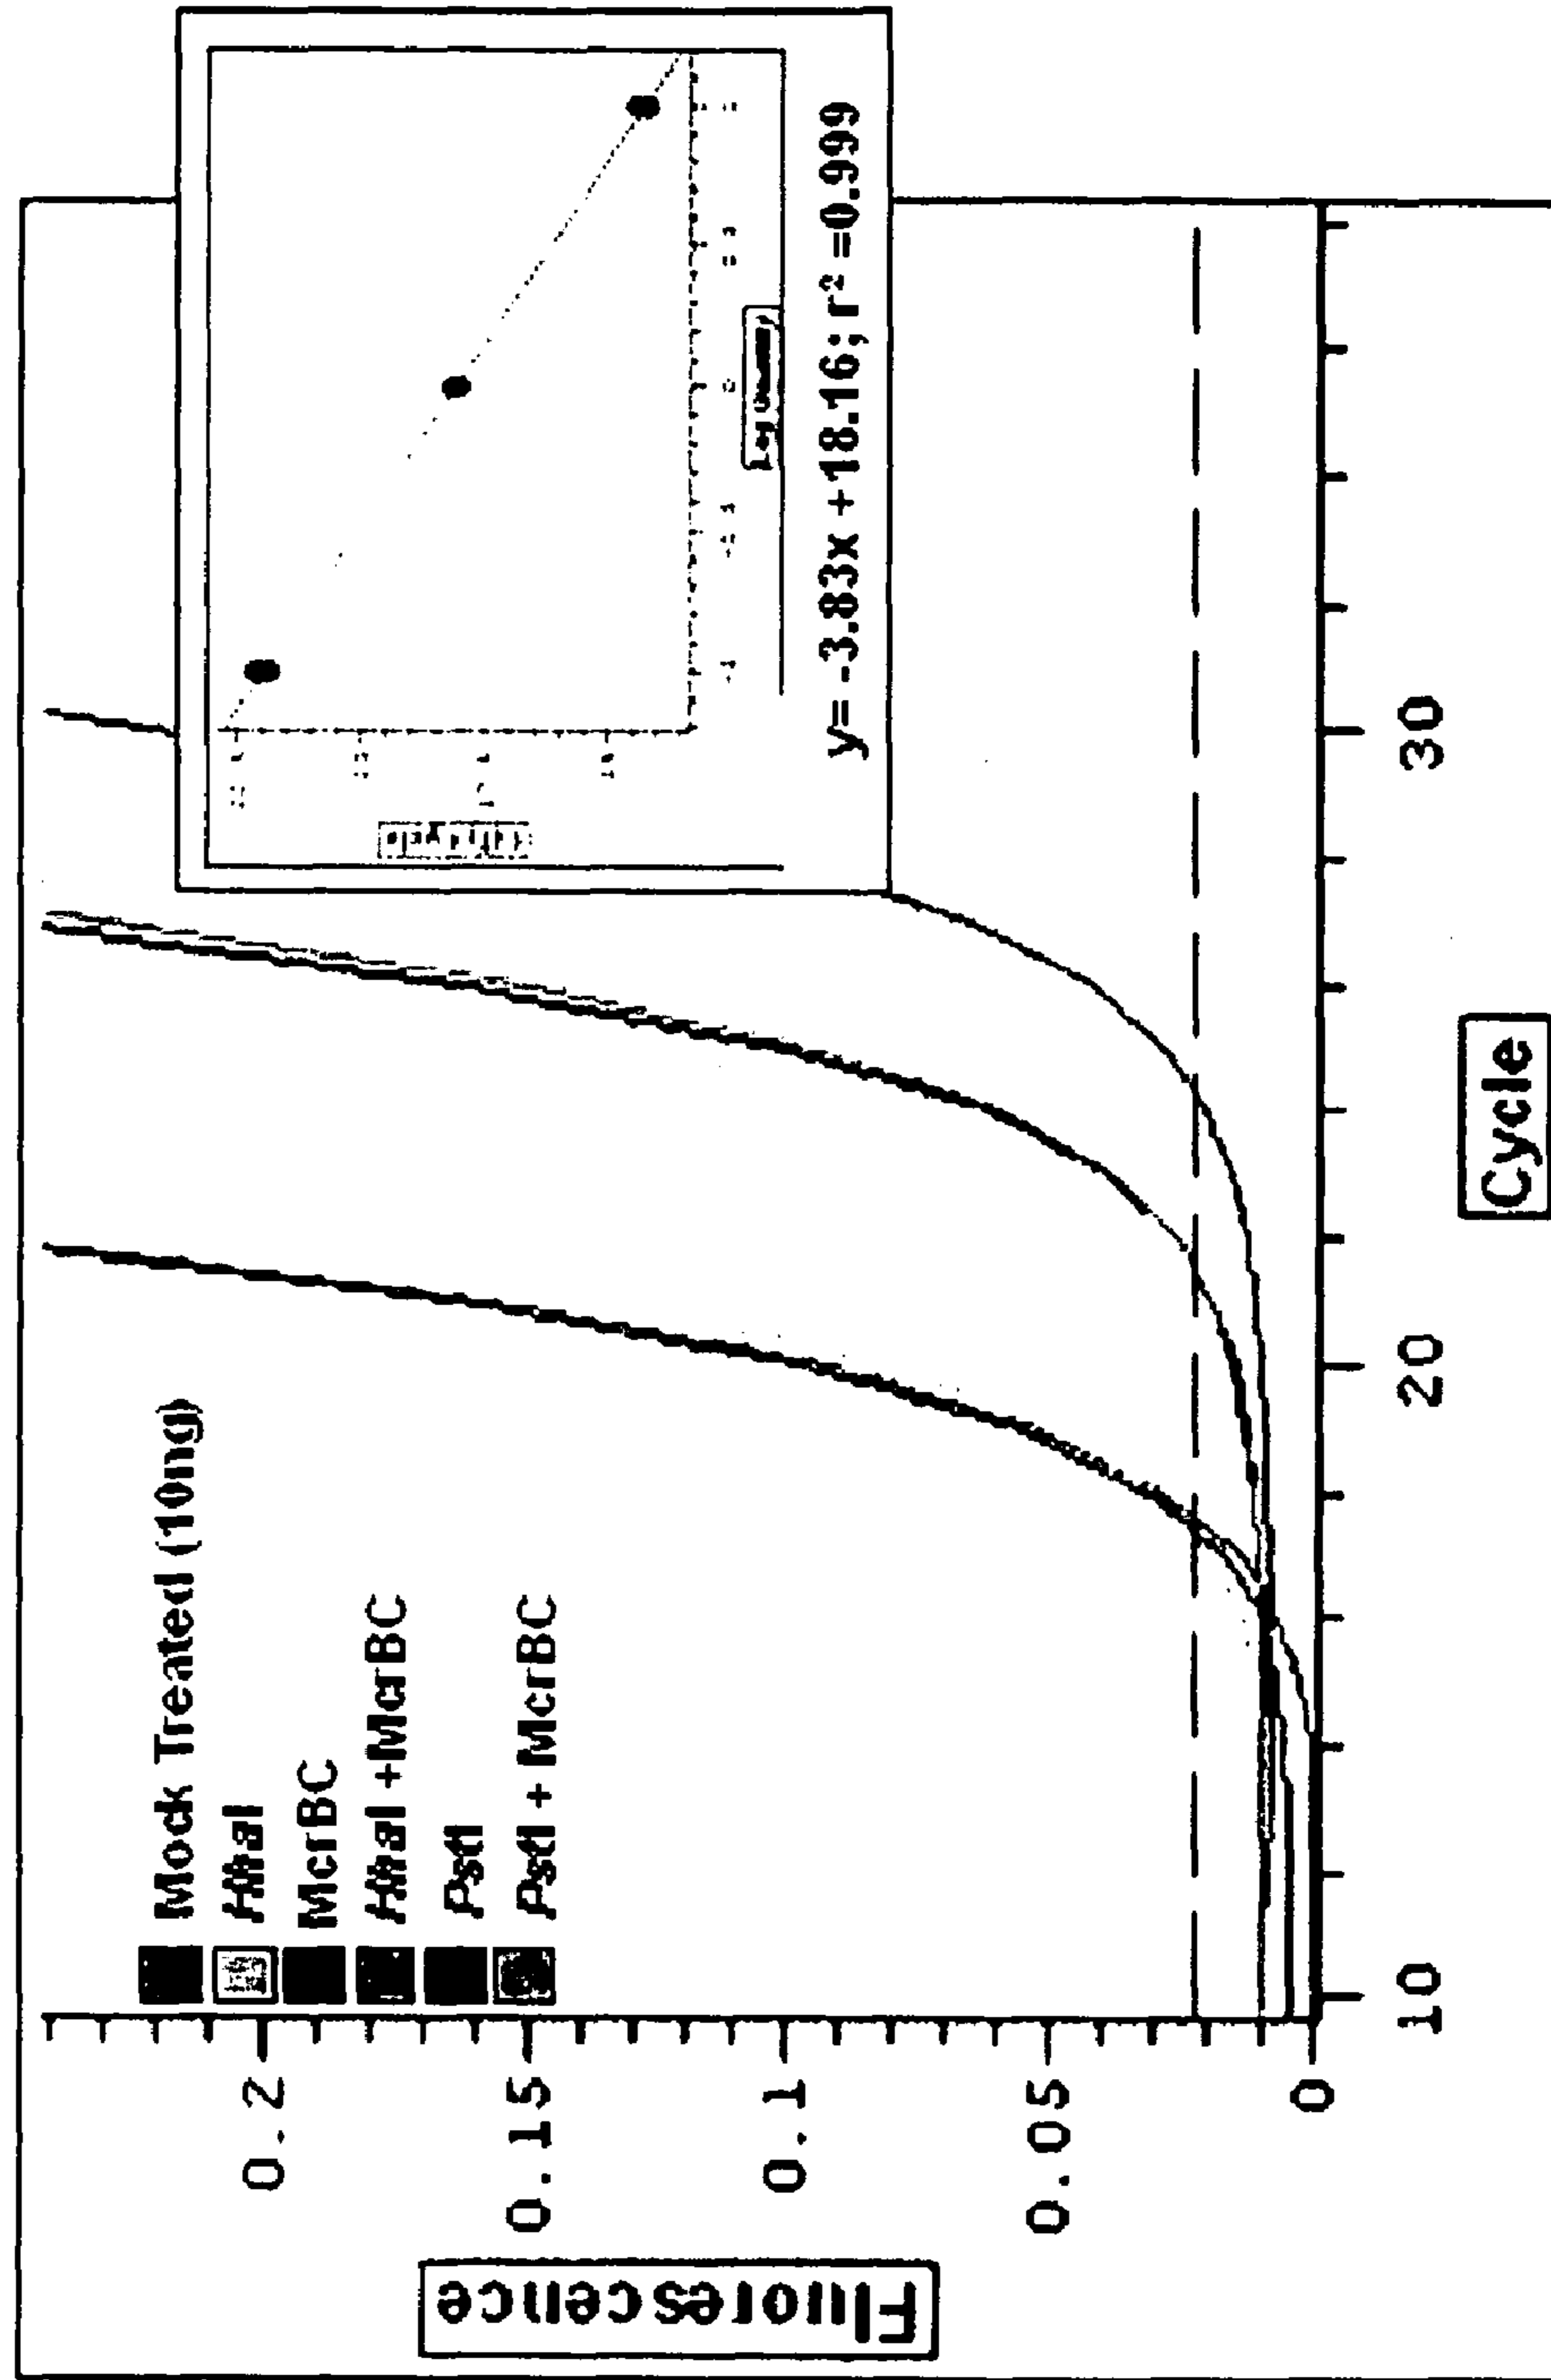 Fluorescence
0.2
0.15
0.1
0.05
0
Mock Treated (10ng)
HhaI
McrBC
HhaI +McrBC
PstI
PstI + McrBC
y= -3.83x +18.16; r² =0.999
10
20
30
Cycle